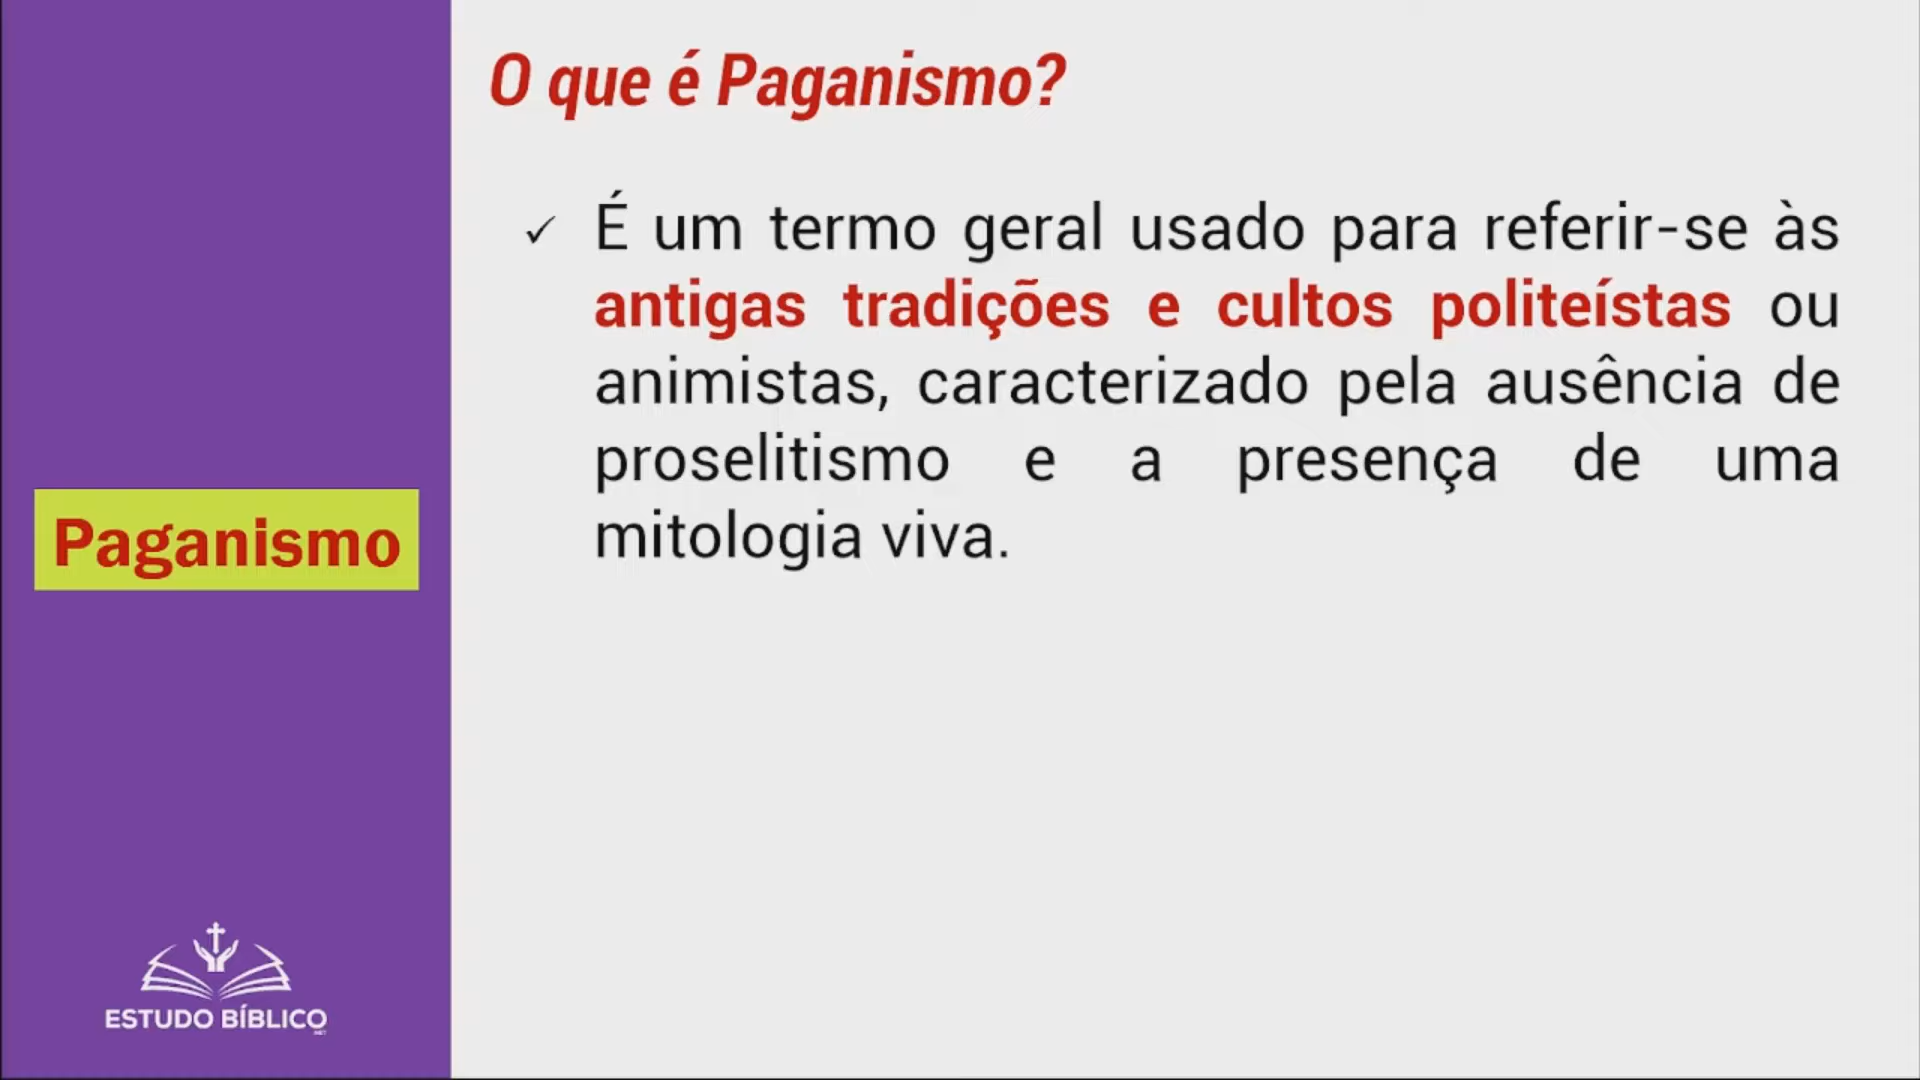 O que é Paganismo?
✓ É um termo geral usado para referir-se às
antigas tradições e cultos politeístas ou
animistas, caracterizado pela ausência de
proselitismo e a presença de uma
mitologia viva.
Paganismo
ESTUDO BÍBLICO